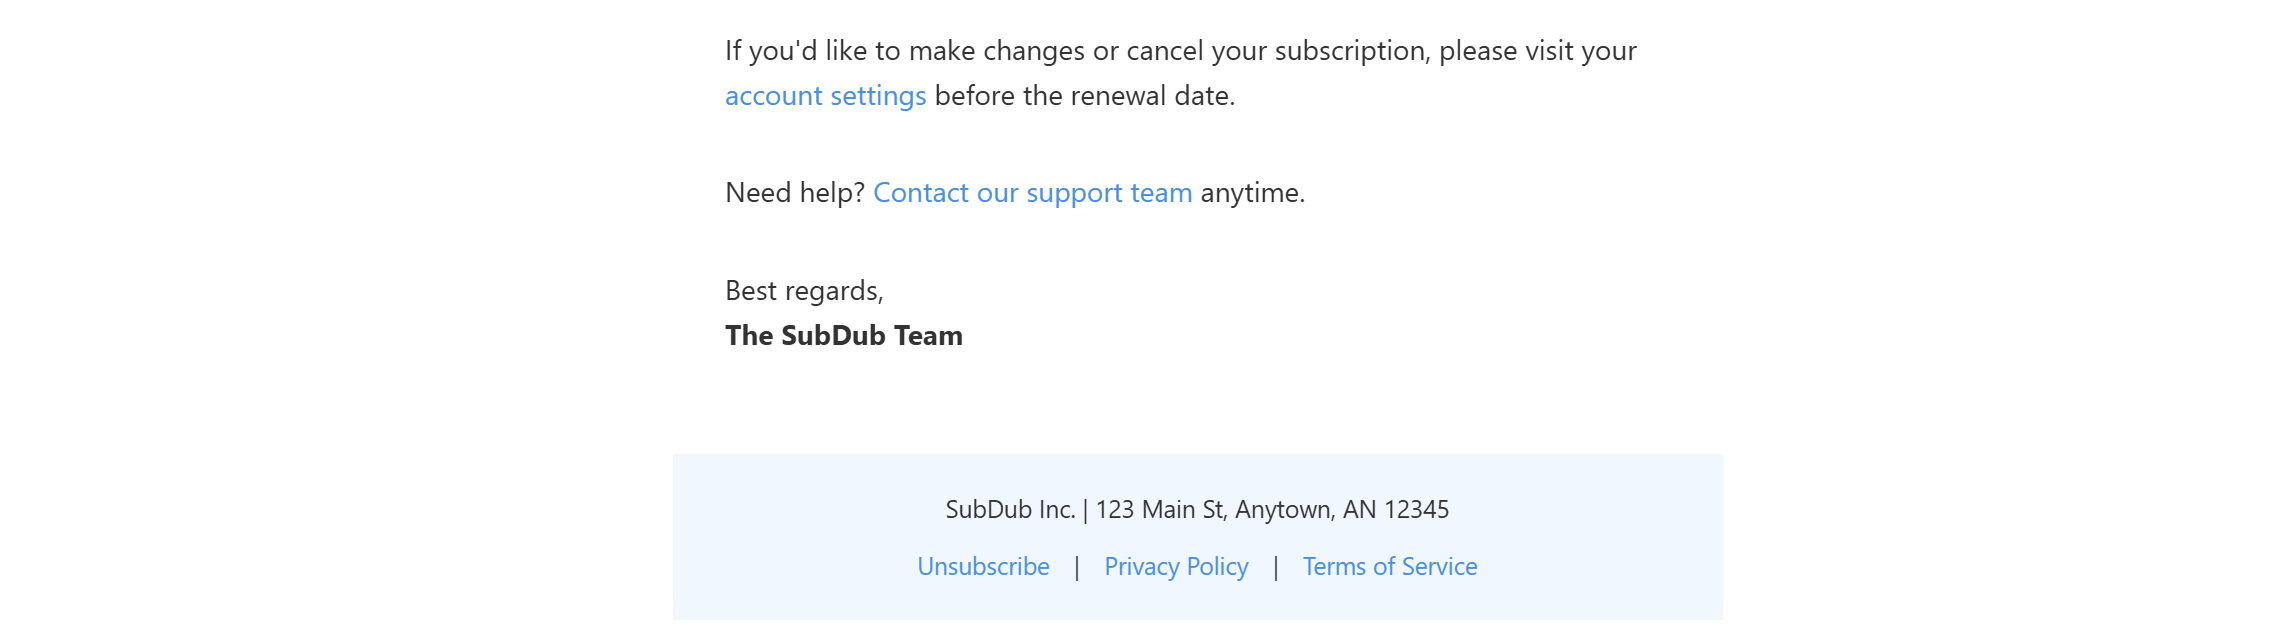 If you'd like to make changes or cancel your subscription, please visit your
account settings before the renewal date.
Need help? Contact our support team anytime.
Best regards,
The SubDub Team
SubDub Inc. | 123 Main St, Anytown, AN 12345
Unsubscribe | Privacy Policy | Terms of Service